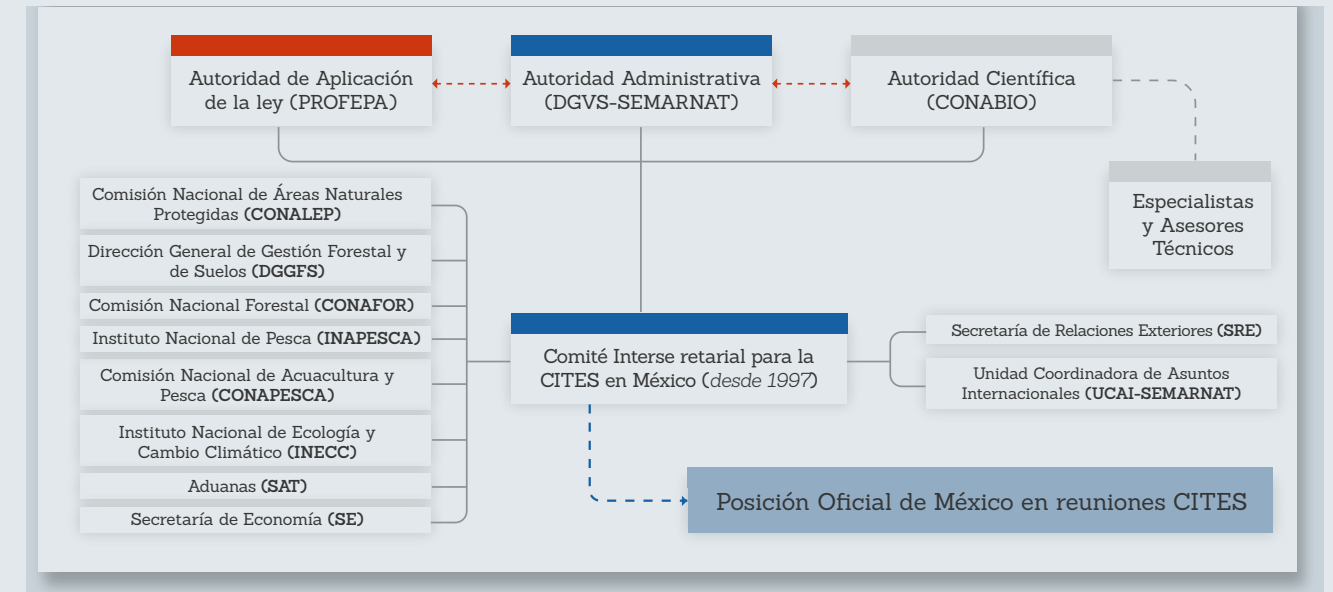 Autoridad de Aplicación
de la ley (PROFEPA)
Autoridad Administrativa
(DGVS-SEMARNAT)
Autoridad Científica
(CONABIO)
Especialistas
y Asesores
Técnicos
Comisión Nacional de Áreas Naturales
Protegidas (CONALEP)
Dirección General de Gestión Forestal y
de Suelos (DGGFS)
Comisión Nacional Forestal (CONAFOR)
Instituto Nacional de Pesca (INAPESCA)
Comisión Nacional de Acuacultura y
Pesca (CONAPESCA)
Instituto Nacional de Ecología y
Cambio Climático (INECC)
Aduanas (SAT)
Secretaría de Economía (SE)
Comité Interse retarial para la
CITES en México (desde 1997)
Secretaría de Relaciones Exteriores (SRE)
Unidad Coordinadora de Asuntos
Internacionales (UCAI-SEMARNAT)
Posición Oficial de México en reuniones CITES